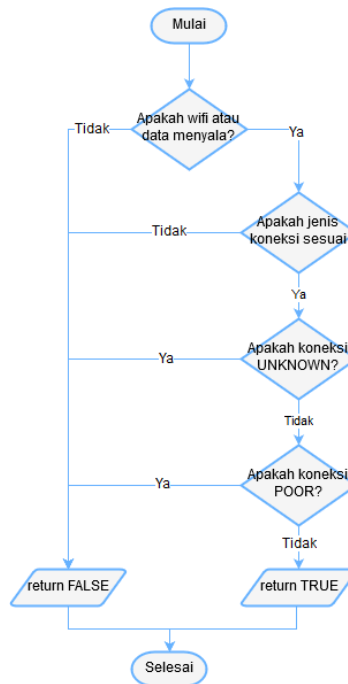 Mulai
Apakah wifi atau
data menyala?
Tidak
Ya
Apakah jenis
koneksi sesuai
Tidak
Ya
Apakah koneksi
UNKNOWN?
Ya
Tidak
Apakah koneksi
POOR?
Ya
Tidak
return FALSE
return TRUE
Selesai